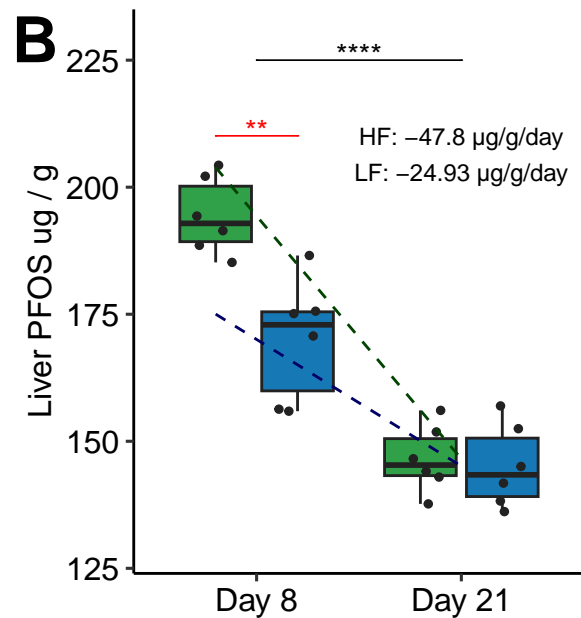 B
Liver PFOS ug / g
225
200
175
150
125
****
**
HF: −47.8 µg/g/day
LF: −24.93 µg/g/day
Day 8
Day 21